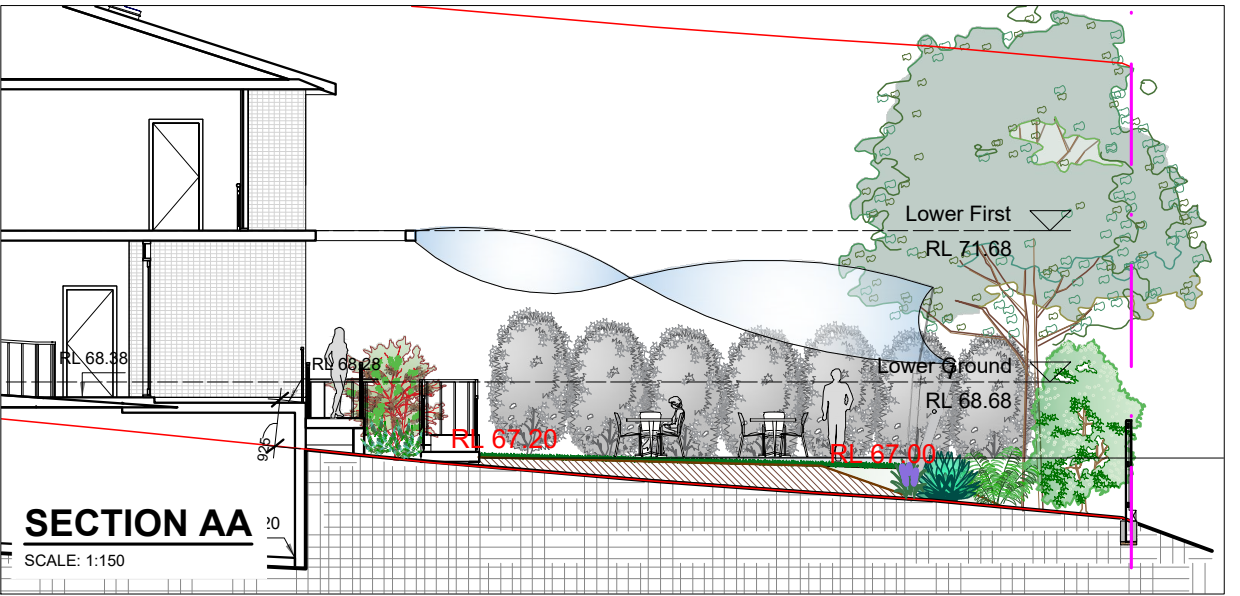 Lower First
RL 71.68
RL 68.38
RL 68.28
Lower Ground
RL 68.68
RL 67.20
RL 67.00
925
20
SECTION AA
SCALE: 1:150